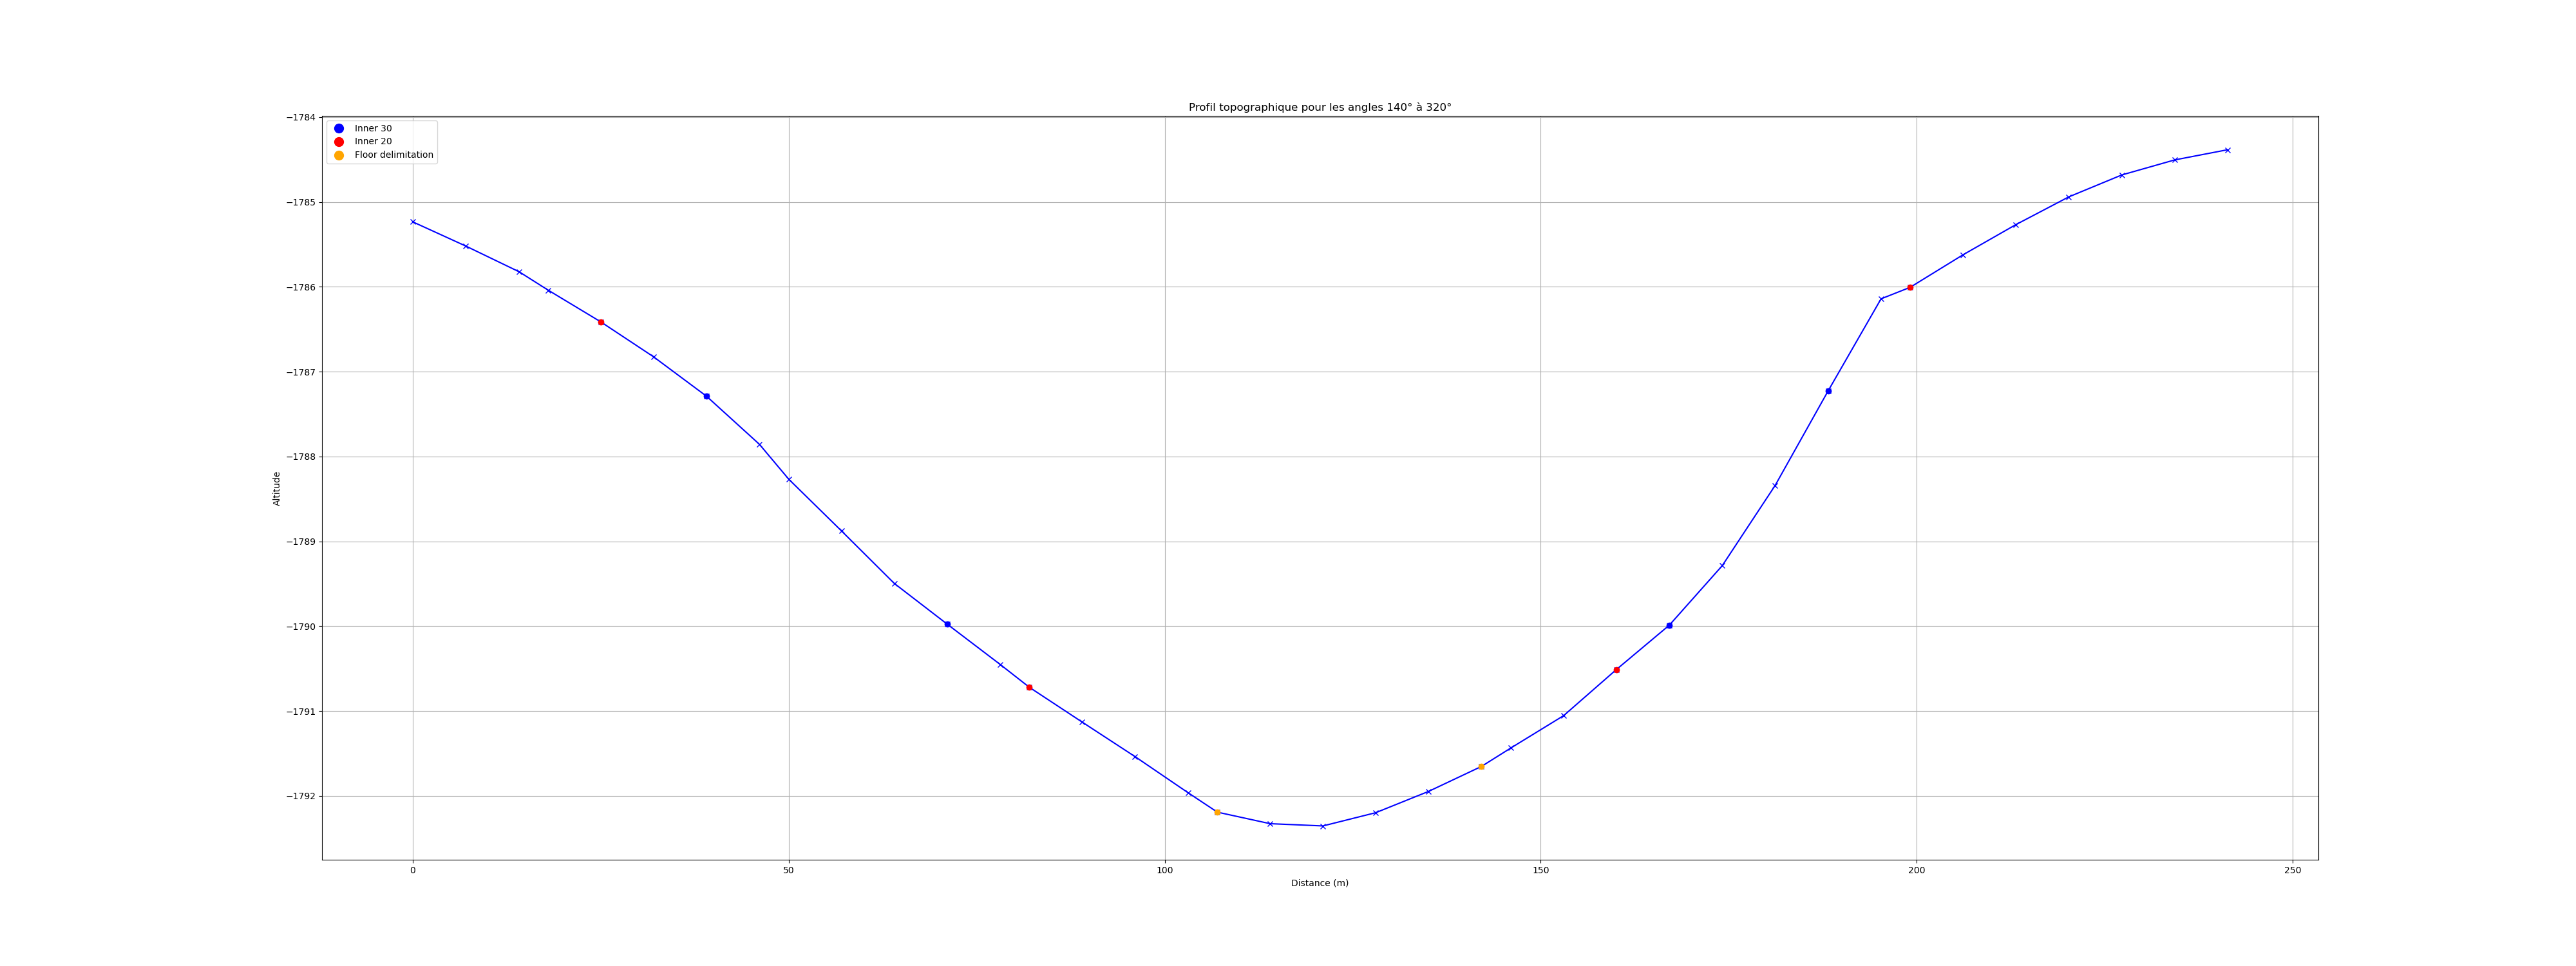 Profil topographique pour les angles 140° à 320°
Inner 30
Inner 20
Floor delimitation
Altitude
−1784
−1785
−1786
−1787
−1788
−1789
−1790
−1791
−1792
0
50
100
150
200
250
Distance (m)